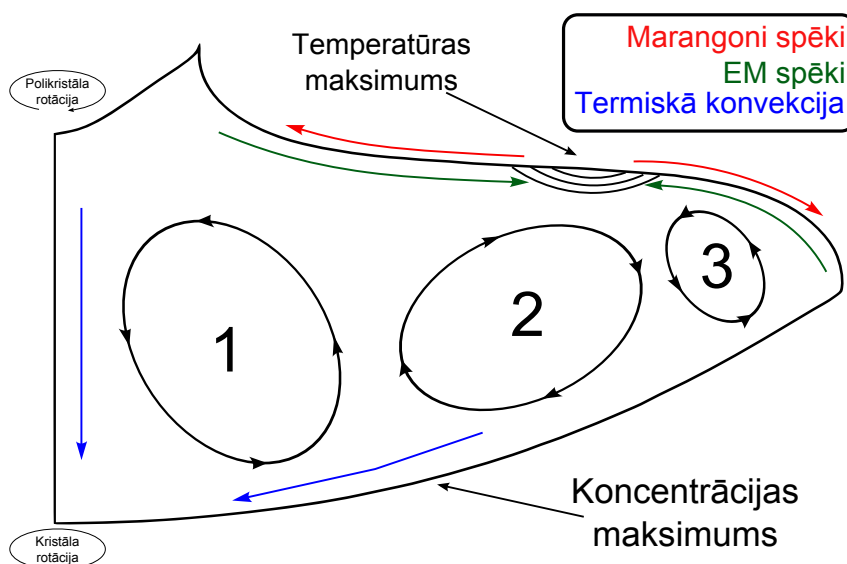 Temperatūras
maksimums
Marangoni spēki
EM spēki
Termiskā konvekcija
Polikristāla
rotācija
1
2
3
Koncentrācijas
maksimums
Kristāla
rotācija